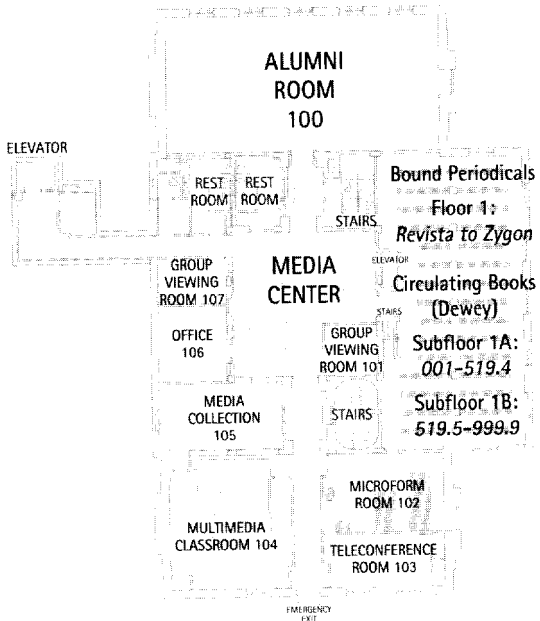 ALUMNI
ROOM
100
ELEVATOR
REST
ROOM
REST
ROOM
STAIRS
Bound Periodicals
Floor 1:
Revista to Zygon
GROUP
VIEWING
ROOM 107
MEDIA
CENTER
ELEVATOR
STAIRS
Circulating Books
(Dewey)
Subfloor 1A:
001-519.4
Subfloor 1B:
519.5-999.9
OFFICE
106
GROUP
VIEWING
ROOM 101
MEDIA
COLLECTION
105
STAIRS
MICROFORM
ROOM 102
MULTIMEDIA
CLASSROOM 104
TELECONFERENCE
ROOM 103
EMERGENCY
EXIT